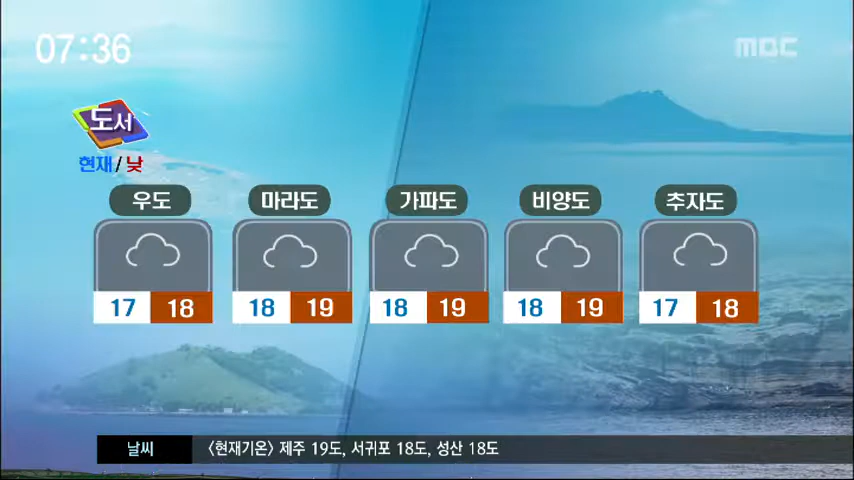 07:36
MBC
도서
현재/낮
우도 마라도 가파도 비양도 추자도
17 18 18 19 18 19 18 19 17 18
날씨 〈현재기온〉 제주 19도, 서귀포 18도, 성산 18도